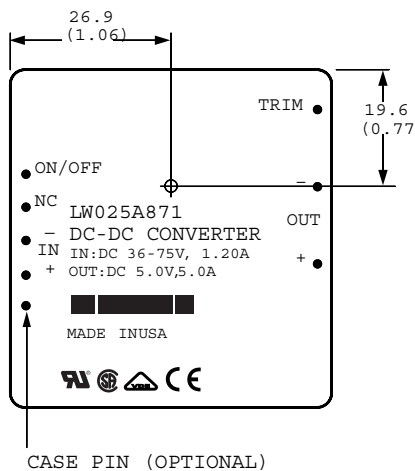 26.9
(1.06)
19.6
(0.77
TRIM
ON/OFF
NC
–
OUT
LW025A871
– DC-DC CONVERTER
IN IN:DC 36-75V, 1.20A
+ OUT:DC 5.0V,5.0A
+
MADE INUSA
CE
CASE PIN (OPTIONAL)